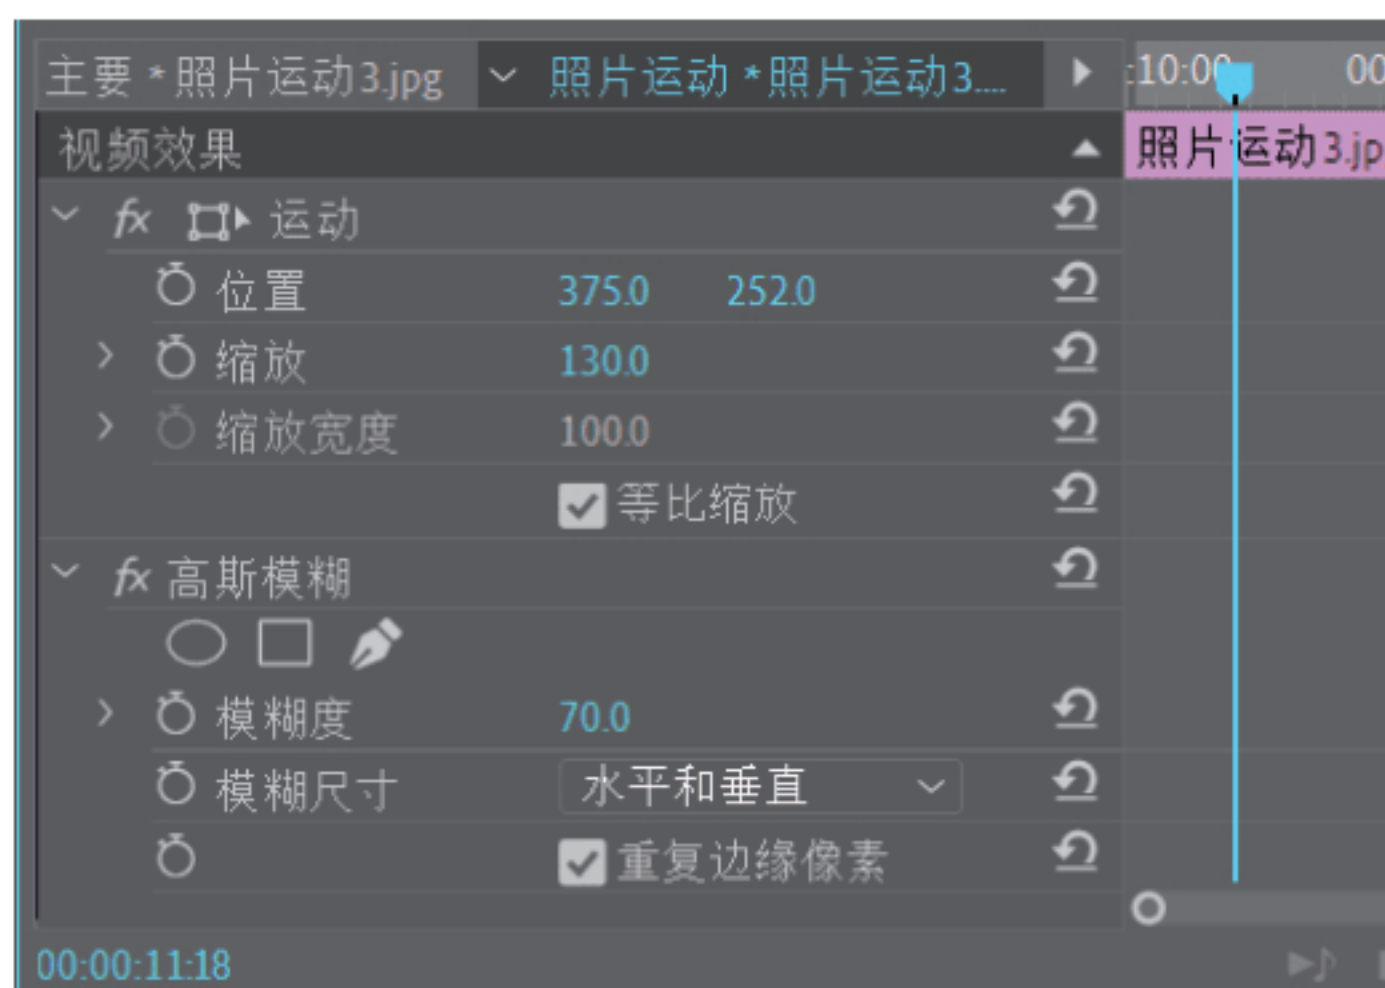 主要 * 照片运动3.jpg
照片运动 * 照片运动3....
:10:00
00
视频效果
照片运动3.jp
fx 运动
位置 375.0 252.0
缩放 130.0
缩放宽度 100.0
等比缩放
fx 高斯模糊
模糊度 70.0
模糊尺寸 水平和垂直
重复边缘像素
00:00:11:18